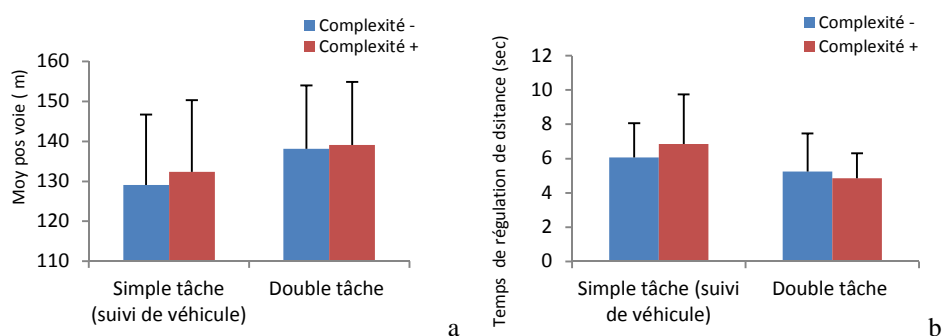 Complexité -
Complexité +
160
150
140
130
120
110
Moy pos voie ( m)
Simple tâche
(suivi de véhicule)
Double tâche
a
Complexité -
Complexité +
12
10
8
6
4
2
0
Temps de régulation de dsitance (sec)
Simple tâche (suivi
de véhicule)
Double tâche
b